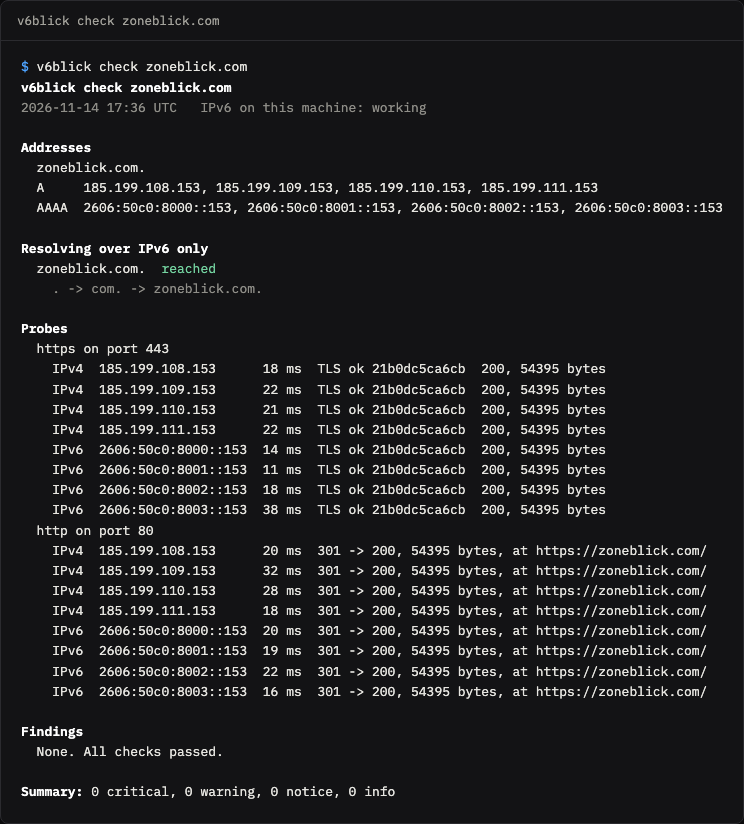 v6blick check zoneblick.com
$ v6blick check zoneblick.com
v6blick check zoneblick.com
2026-11-14 17:36 UTC   IPv6 on this machine: working
Addresses
zoneblick.com.
A     185.199.108.153, 185.199.109.153, 185.199.110.153, 185.199.111.153
AAAA  2606:50c0:8000::153, 2606:50c0:8001::153, 2606:50c0:8002::153, 2606:50c0:8003::153
Resolving over IPv6 only
zoneblick.com.  reached
. -> com. -> zoneblick.com.
Probes
https on port 443
IPv4  185.199.108.153      18 ms  TLS ok 21b0dc5ca6cb  200, 54395 bytes
IPv4  185.199.109.153      22 ms  TLS ok 21b0dc5ca6cb  200, 54395 bytes
IPv4  185.199.110.153      21 ms  TLS ok 21b0dc5ca6cb  200, 54395 bytes
IPv4  185.199.111.153      22 ms  TLS ok 21b0dc5ca6cb  200, 54395 bytes
IPv6  2606:50c0:8000::153  14 ms  TLS ok 21b0dc5ca6cb  200, 54395 bytes
IPv6  2606:50c0:8001::153  11 ms  TLS ok 21b0dc5ca6cb  200, 54395 bytes
IPv6  2606:50c0:8002::153  18 ms  TLS ok 21b0dc5ca6cb  200, 54395 bytes
IPv6  2606:50c0:8003::153  38 ms  TLS ok 21b0dc5ca6cb  200, 54395 bytes
http on port 80
IPv4  185.199.108.153      20 ms  301 -> 200, 54395 bytes, at https://zoneblick.com/
IPv4  185.199.109.153      32 ms  301 -> 200, 54395 bytes, at https://zoneblick.com/
IPv4  185.199.110.153      28 ms  301 -> 200, 54395 bytes, at https://zoneblick.com/
IPv4  185.199.111.153      18 ms  301 -> 200, 54395 bytes, at https://zoneblick.com/
IPv6  2606:50c0:8000::153  20 ms  301 -> 200, 54395 bytes, at https://zoneblick.com/
IPv6  2606:50c0:8001::153  19 ms  301 -> 200, 54395 bytes, at https://zoneblick.com/
IPv6  2606:50c0:8002::153  22 ms  301 -> 200, 54395 bytes, at https://zoneblick.com/
IPv6  2606:50c0:8003::153  16 ms  301 -> 200, 54395 bytes, at https://zoneblick.com/
Findings
None. All checks passed.
Summary: 0 critical, 0 warning, 0 notice, 0 info